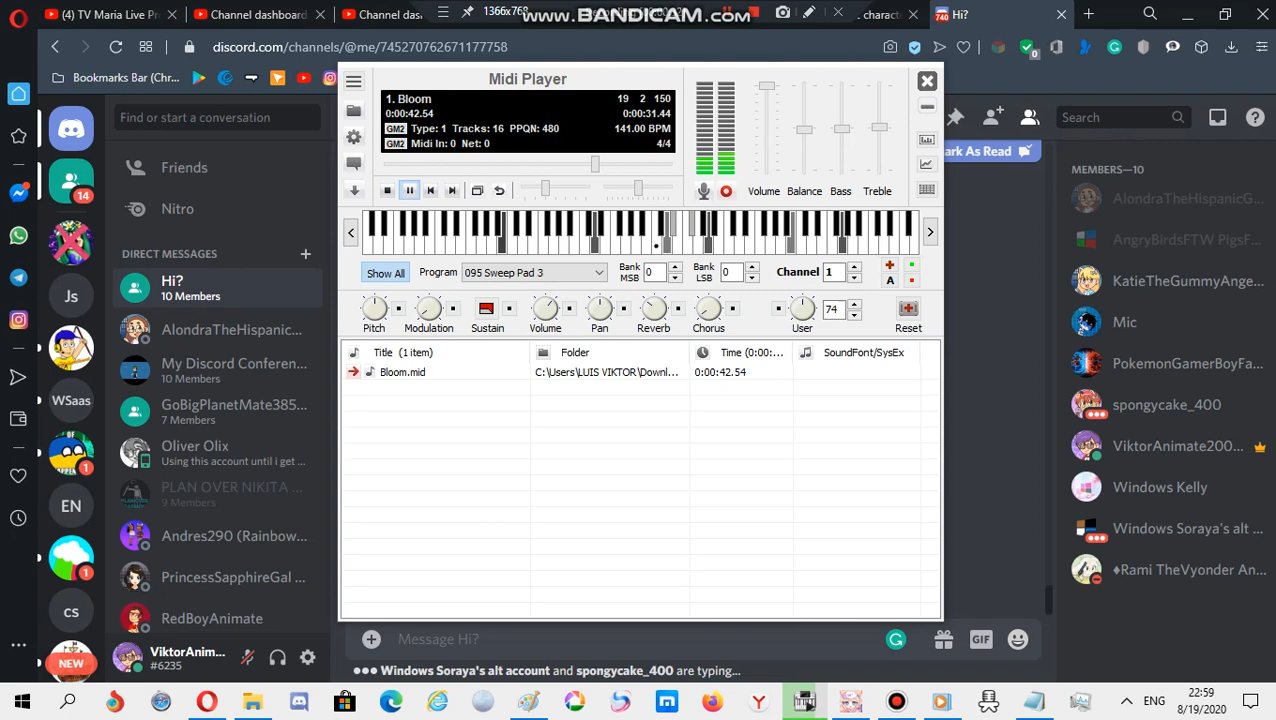 (4) TV Maria Live Pro
Channel dashboard
Channel das
1366x768
www.BANDICAM.com
charact
Hi?
discord.com/channels/@me/745270762671177758
Bookmarks Bar (Chr...
Find or start a conversation
Friends
Nitro
DIRECT MESSAGES
Hi?
10 Members
AlondraTheHispanic...
My Discord Conferen...
10 Members
GoBigPlanetMate385...
7 Members
Oliver Olix
Using this account until i get ...
PLAN OVER NIKITA ...
9 Members
Andres290 (Rainbow...
PrincessSapphireGal ...
RedBoyAnimate
ViktorAnim...
#6235
14
Js
WSaas
1
EN
1
cs
NEW
Midi Player
1. Bloom
19 2 150
0:00:42.54
0:00:31.44
GM2 Type: 1 Tracks: 16 PPQN: 480
141.00 BPM
GM2 Midi In: 0 Net: 0
4/4
Volume Balance Bass Treble
Show All
Program 095 Sweep Pad 3
Bank MSB 0
Bank LSB 0
Channel 1
A
Pitch Modulation Sustain Volume Pan Reverb Chorus User 74 Reset
Title (1 item) Folder Time (0:00:... SoundFont/SysEx
Bloom.mid C:\Users\LUIS VIKTOR\Downl... 0:00:42.54
Message Hi?
GIF
Windows Soraya's alt account and spongycake_400 are typing...
Search
ark As Read
MEMBERS—10
AlondraTheHispanicG...
AngryBirdsFTW PigsF...
KatieTheGummyAnge...
Mic
PokemonGamerBoyFa...
spongycake_400
ViktorAnimate200...
Windows Kelly
Windows Soraya's alt ...
♦Rami TheVyonder An...
ENG
22:59
8/19/2020